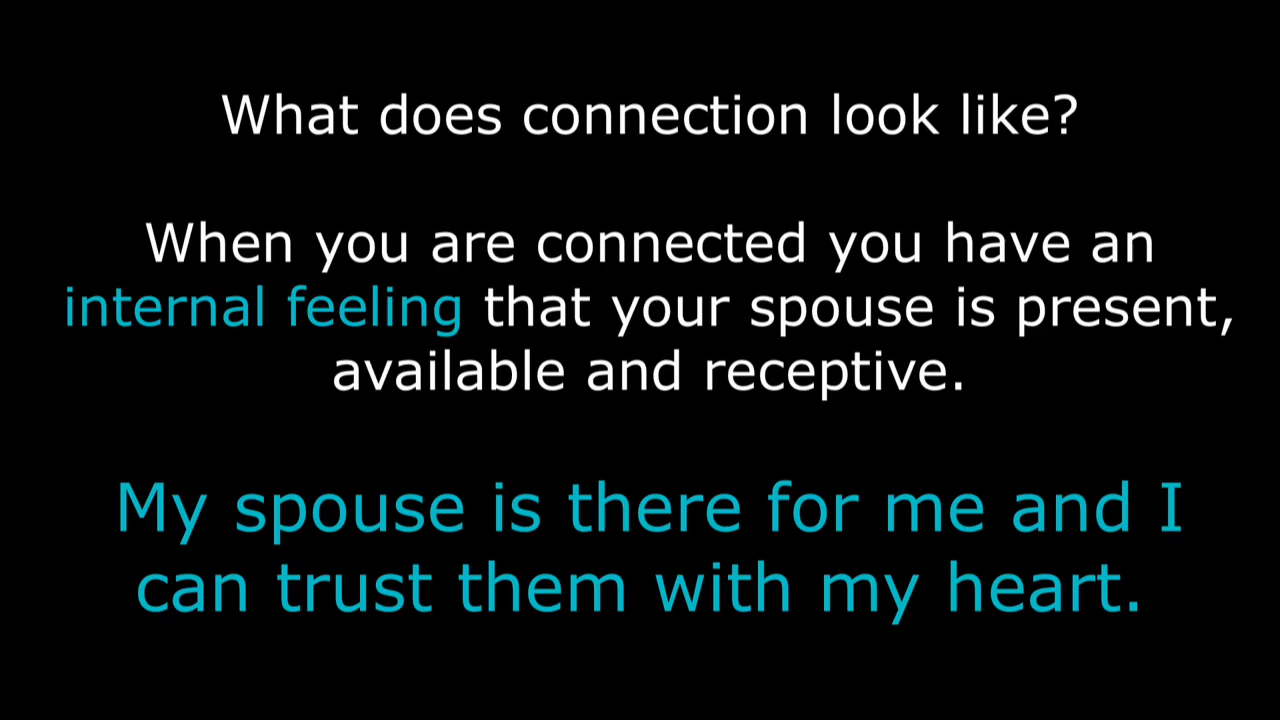 What does connection look like?
When you are connected you have an
internal feeling that your spouse is present,
available and receptive.
My spouse is there for me and I
can trust them with my heart.